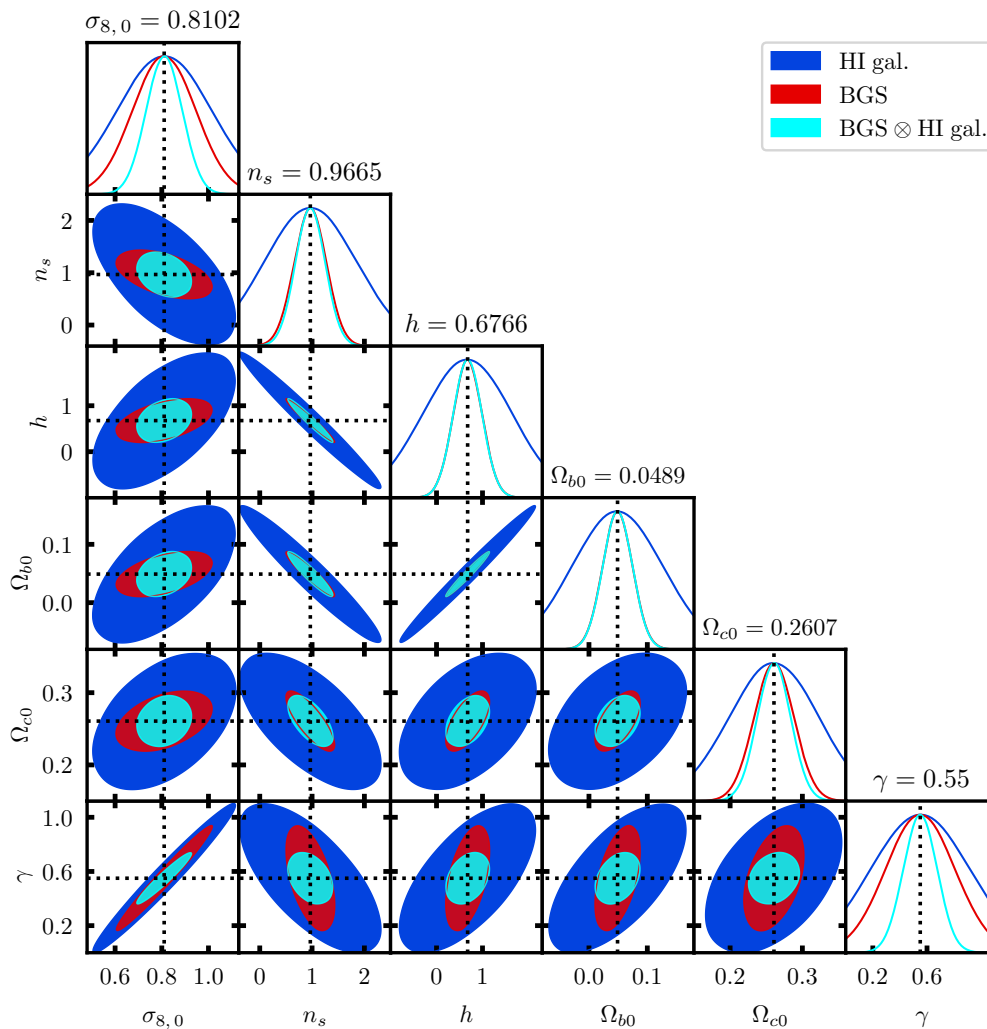 σ8, 0 = 0.8102
HI gal.
BGS
BGS ⊗ HI gal.
ns = 0.9665
2
1
0
ns
h = 0.6766
1
0
h
Ωb0 = 0.0489
0.1
0.0
Ωb0
Ωc0 = 0.2607
0.3
0.2
Ωc0
γ = 0.55
1.0
0.6
0.2
γ
0.6 0.8 1.0 0 1 2 0 1 0.0 0.1 0.2 0.3 0.2 0.6
σ8, 0 ns h Ωb0 Ωc0 γ